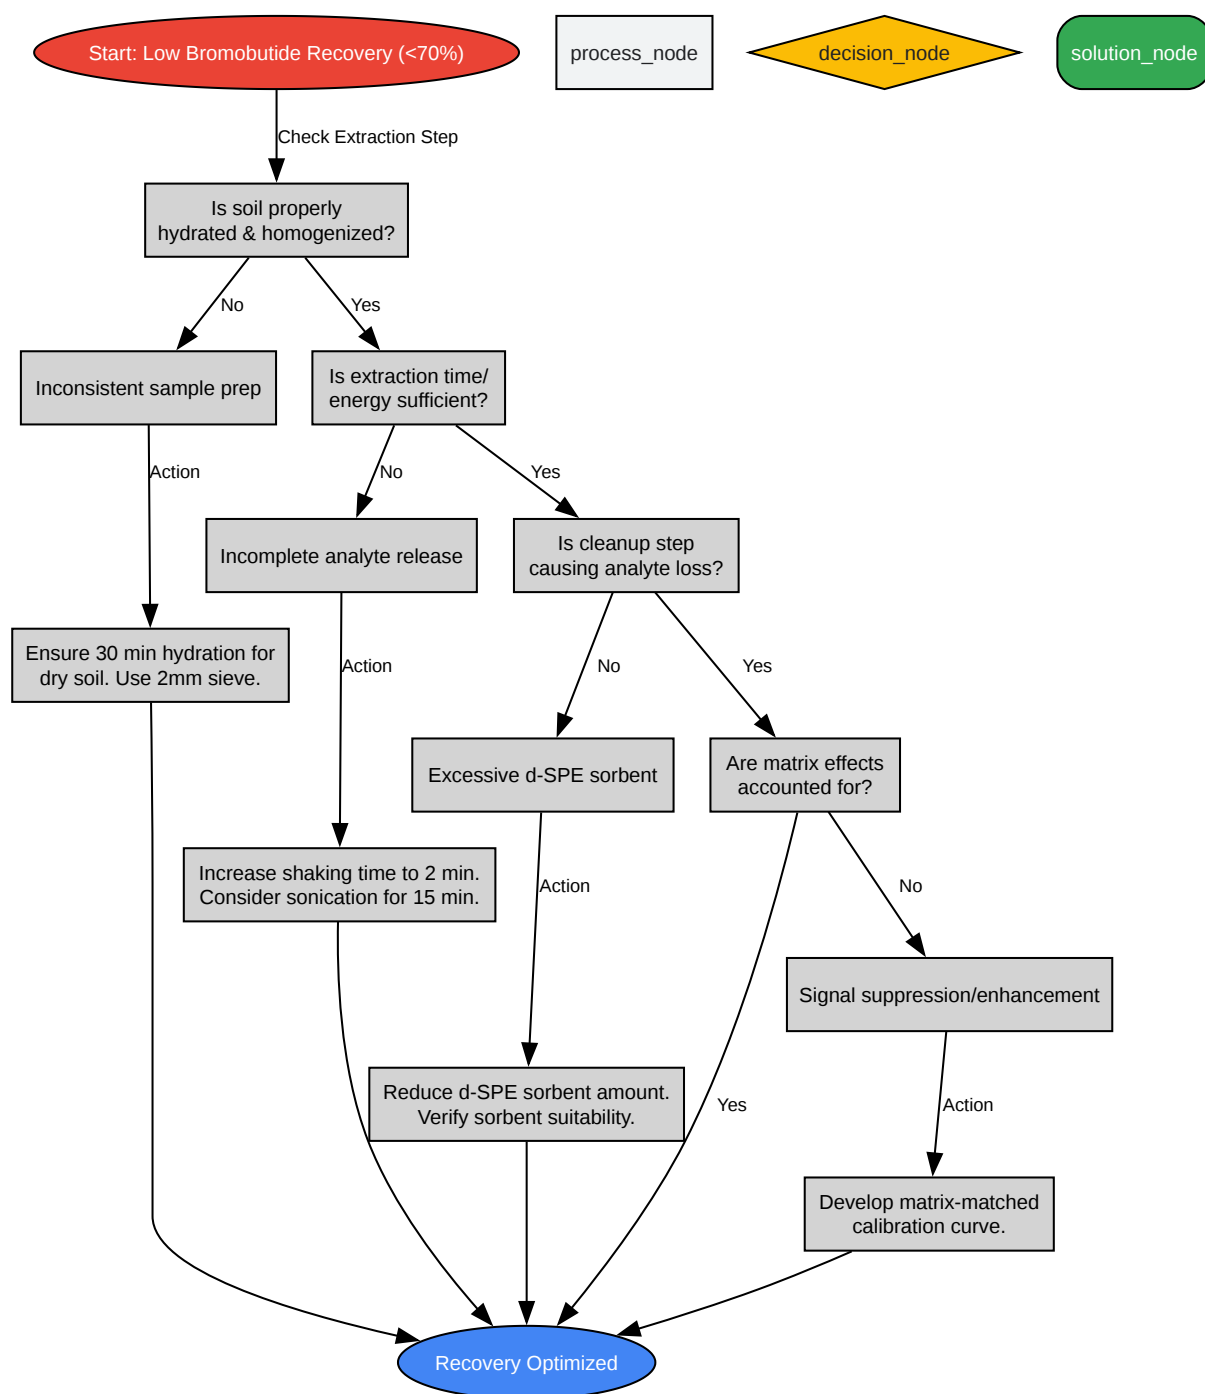 Start: Low Bromobutide Recovery (<70%)
process_node
decision_node
solution_node
Check Extraction Step
Is soil properly
hydrated & homogenized?
No
Yes
Inconsistent sample prep
Is extraction time/
energy sufficient?
Action
No
Yes
Incomplete analyte release
Is cleanup step
causing analyte loss?
Ensure 30 min hydration for
dry soil. Use 2mm sieve.
Action
No
Yes
Excessive d-SPE sorbent
Are matrix effects
accounted for?
Increase shaking time to 2 min.
Consider sonication for 15 min.
Action
No
Signal suppression/enhancement
Reduce d-SPE sorbent amount.
Verify sorbent suitability.
Yes
Action
Develop matrix-matched
calibration curve.
Recovery Optimized